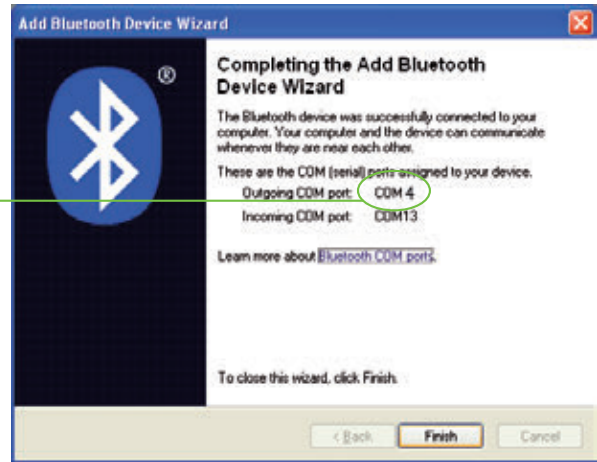 Add Bluetooth Device Wizard
®
Completing the Add Bluetooth
Device Wizard
The Bluetooth device was successfully connected to your
computer. Your computer and the device can communicate
whenever they are near each other.
These are the COM (serial) ports assigned to your device.
Outgoing COM port: COM 4
Incoming COM port: COM13
Learn more about Bluetooth COM ports.
To close this wizard, click Finish.
< Back Finish Cancel